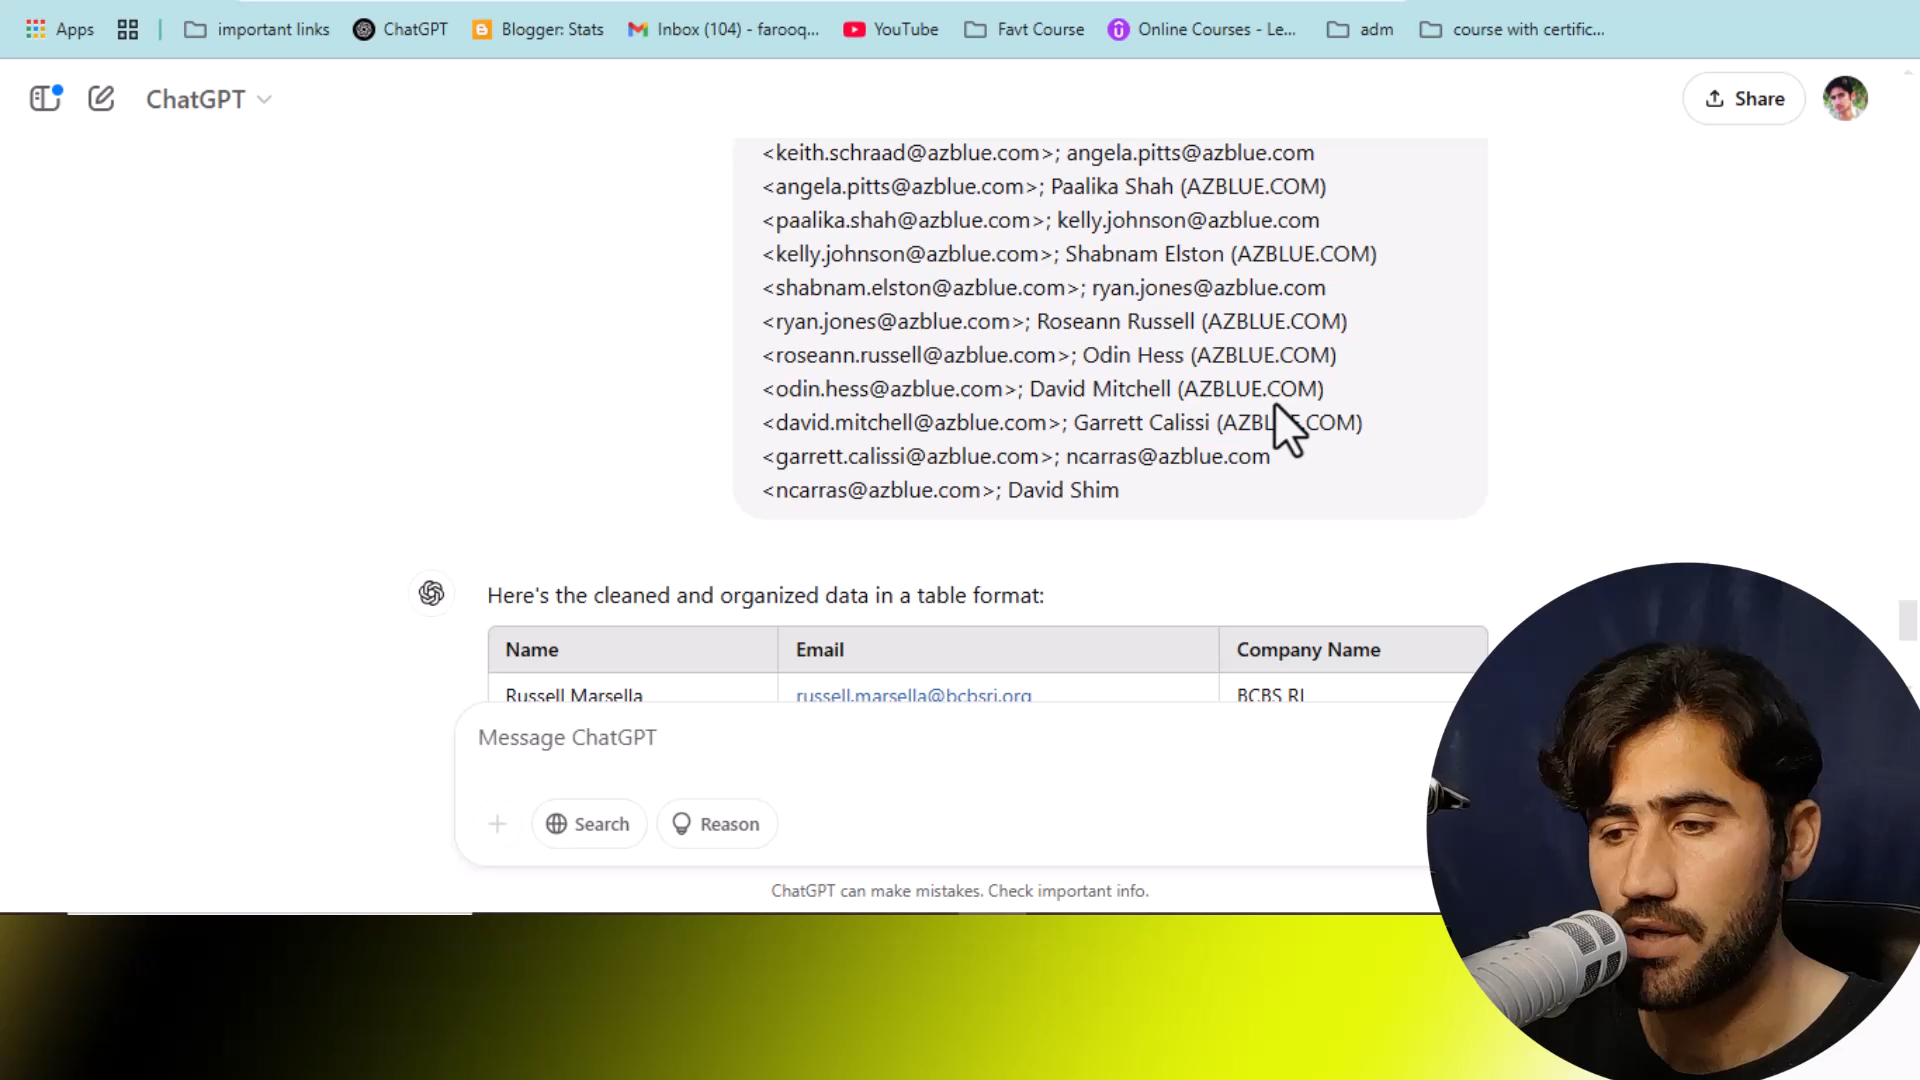 Apps
important links
ChatGPT
Blogger: Stats
Inbox (104) - farooq...
YouTube
Favt Course
Online Courses - Le...
adm
course with certific...
ChatGPT
Share
<keith.schraad@azblue.com>; angela.pitts@azblue.com
<angela.pitts@azblue.com>; Paalika Shah (AZBLUE.COM)
<paalika.shah@azblue.com>; kelly.johnson@azblue.com
<kelly.johnson@azblue.com>; Shabnam Elston (AZBLUE.COM)
<shabnam.elston@azblue.com>; ryan.jones@azblue.com
<ryan.jones@azblue.com>; Roseann Russell (AZBLUE.COM)
<roseann.russell@azblue.com>; Odin Hess (AZBLUE.COM)
<odin.hess@azblue.com>; David Mitchell (AZBLUE.COM)
<david.mitchell@azblue.com>; Garrett Calissi (AZBLUE.COM)
<garrett.calissi@azblue.com>; ncarras@azblue.com
<ncarras@azblue.com>; David Shim
Here's the cleaned and organized data in a table format:
Name Email Company Name
Russell Marsella russell.marsella@bcbsri.org BCBS RI
Message ChatGPT
Search
Reason
ChatGPT can make mistakes. Check important info.